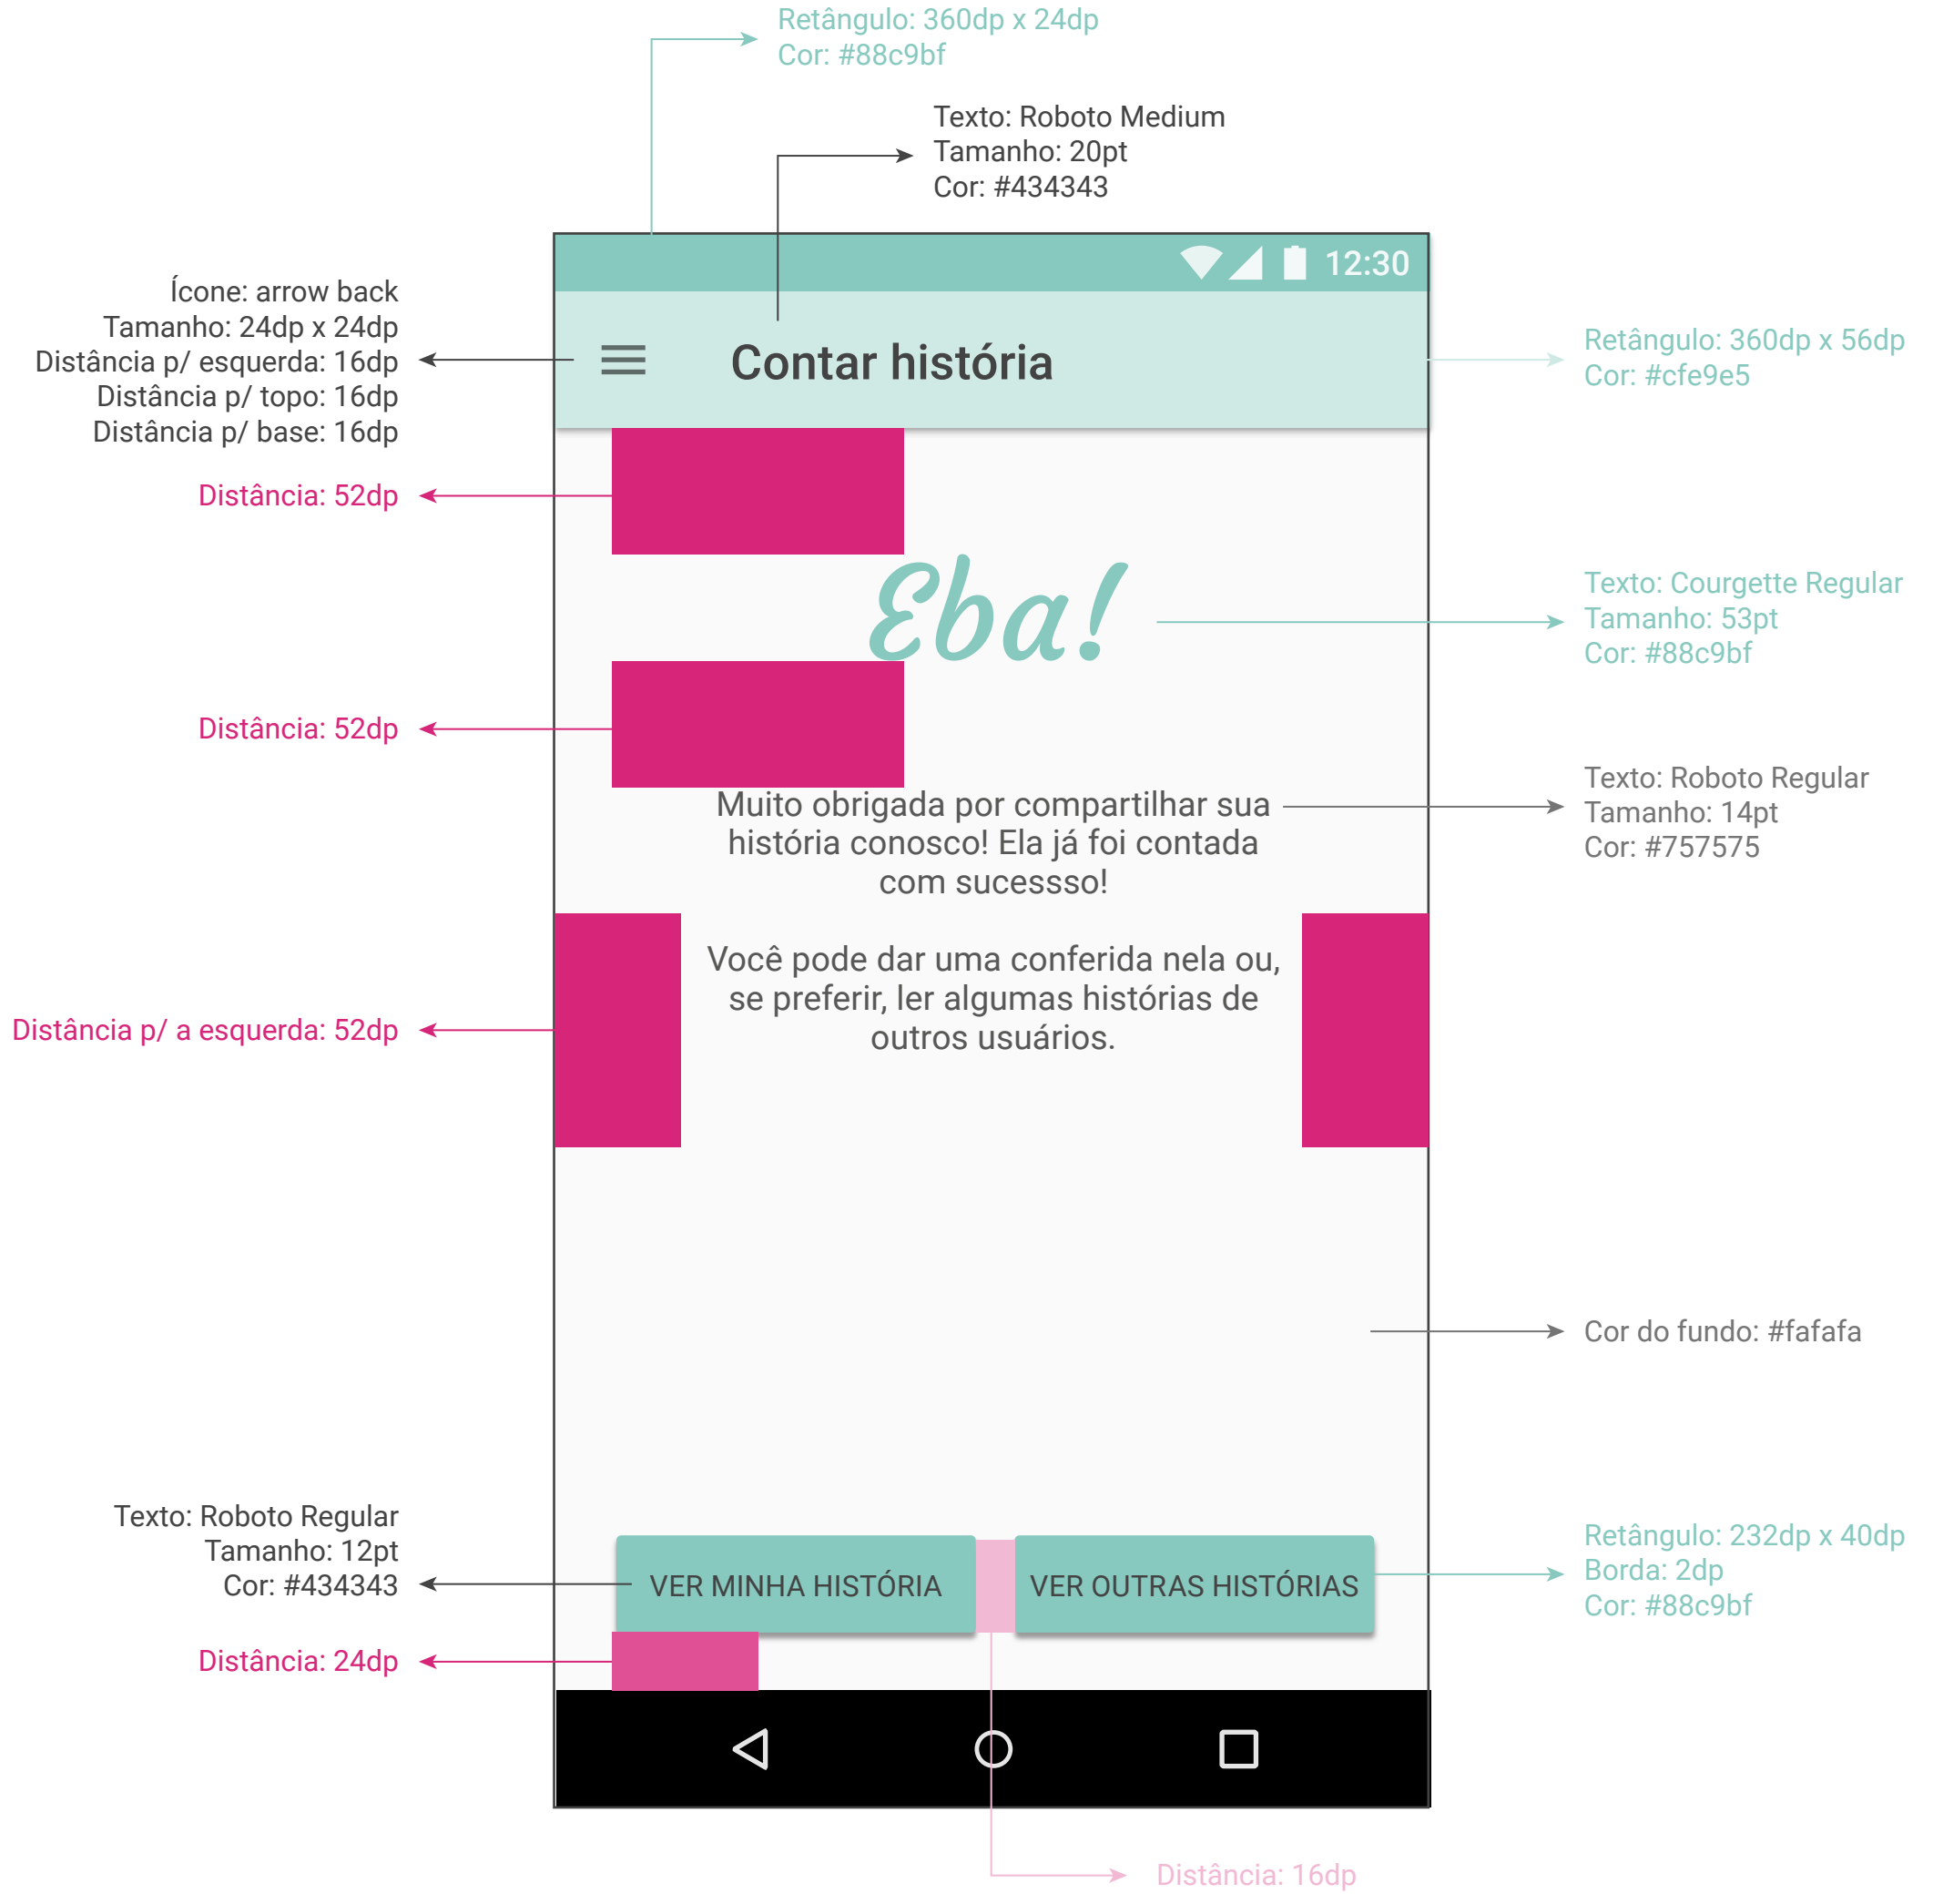 Retângulo: 360dp x 24dp
Cor: #88c9bf
Texto: Roboto Medium
Tamanho: 20pt
Cor: #434343
12:30
Ícone: arrow back
Tamanho: 24dp x 24dp
Distância p/ esquerda: 16dp
Distância p/ topo: 16dp
Distância p/ base: 16dp
Contar história
Retângulo: 360dp x 56dp
Cor: #cfe9e5
Distância: 52dp
Eba!
Texto: Courgette Regular
Tamanho: 53pt
Cor: #88c9bf
Distância: 52dp
Muito obrigada por compartilhar sua
história conosco! Ela já foi contada
com sucessso!
Texto: Roboto Regular
Tamanho: 14pt
Cor: #757575
Você pode dar uma conferida nela ou,
se preferir, ler algumas histórias de
outros usuários.
Distância p/ a esquerda: 52dp
Cor do fundo: #fafafa
Texto: Roboto Regular
Tamanho: 12pt
Cor: #434343
VER MINHA HISTÓRIA
VER OUTRAS HISTÓRIAS
Retângulo: 232dp x 40dp
Borda: 2dp
Cor: #88c9bf
Distância: 24dp
Distância: 16dp